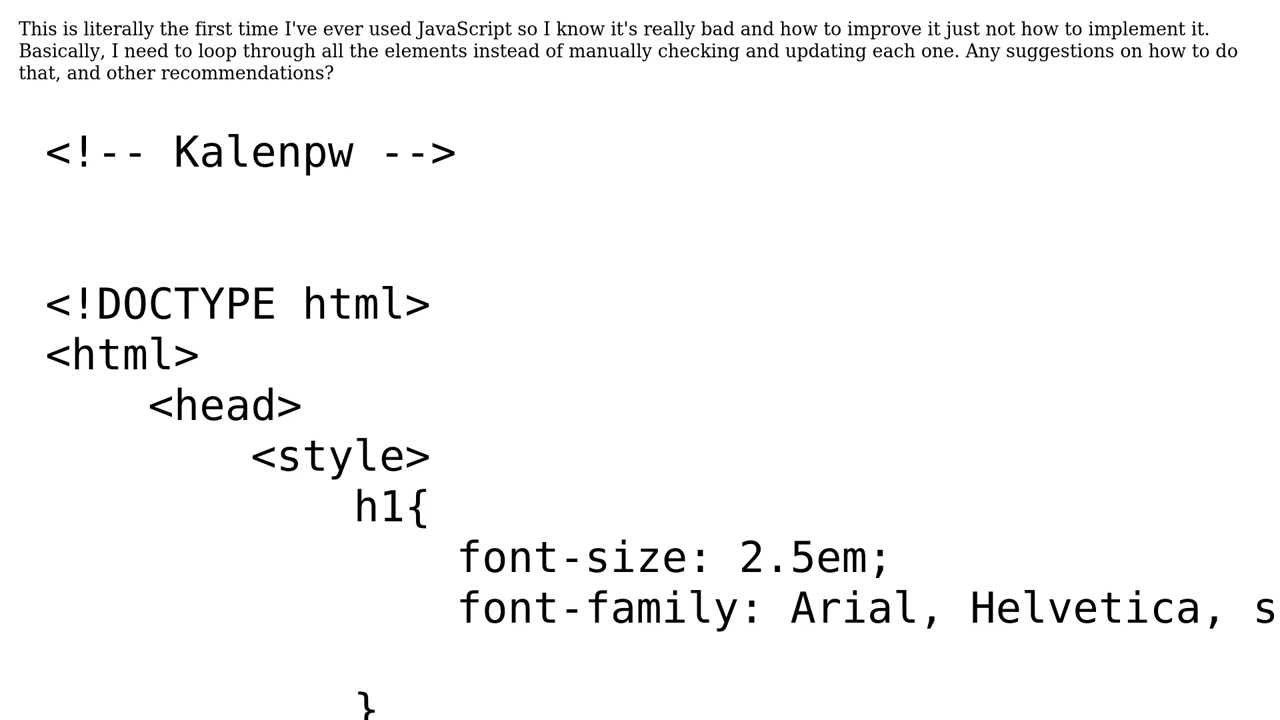 This is literally the first time I've ever used JavaScript so I know it's really bad and how to improve it just not how to implement it.
Basically, I need to loop through all the elements instead of manually checking and updating each one. Any suggestions on how to do
that, and other recommendations?
<!-- Kalenpw -->
<!DOCTYPE html>
<html>
<head>
<style>
h1{
font-size: 2.5em;
font-family: Arial, Helvetica, s
}